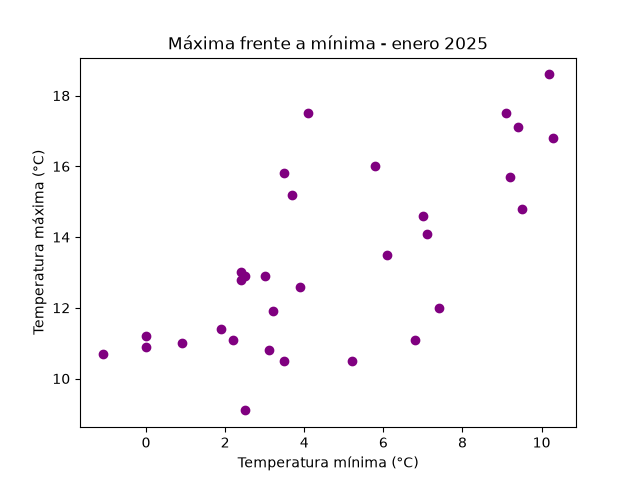 Máxima frente a mínima - enero 2025
Temperatura máxima (°C)
18
16
14
12
10
0 2 4 6 8 10
Temperatura mínima (°C)